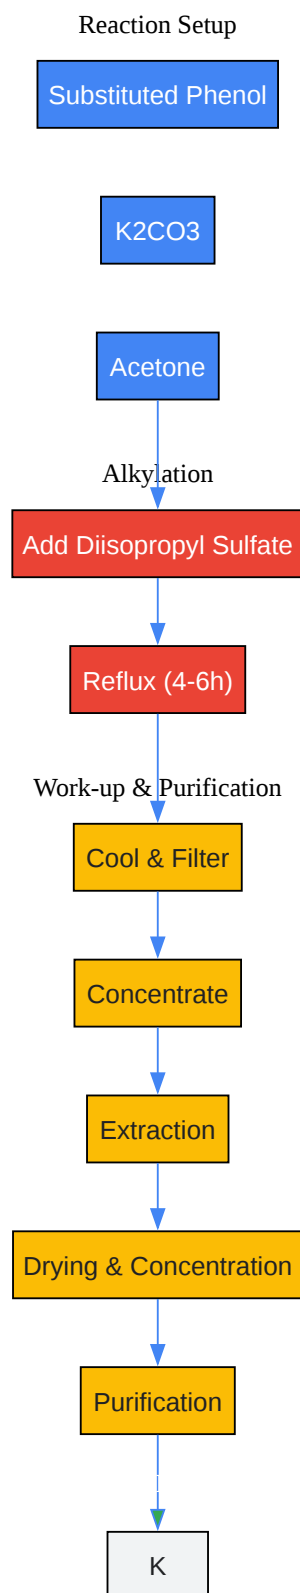 Reaction Setup
Substituted Phenol
K2CO3
Acetone
Alkylation
Add Diisopropyl Sulfate
Reflux (4-6h)
Work-up & Purification
Cool & Filter
Concentrate
Extraction
Drying & Concentration
Purification
K